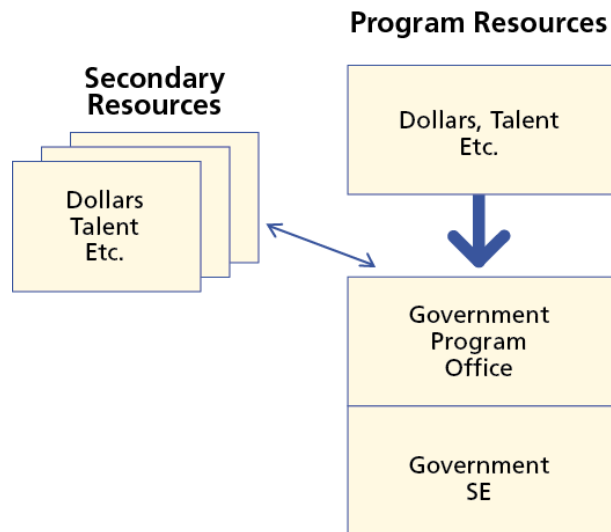 Program Resources
Secondary
Resources
Dollars, Talent
Etc.
Dollars
Talent
Etc.
Government
Program
Office
Government
SE